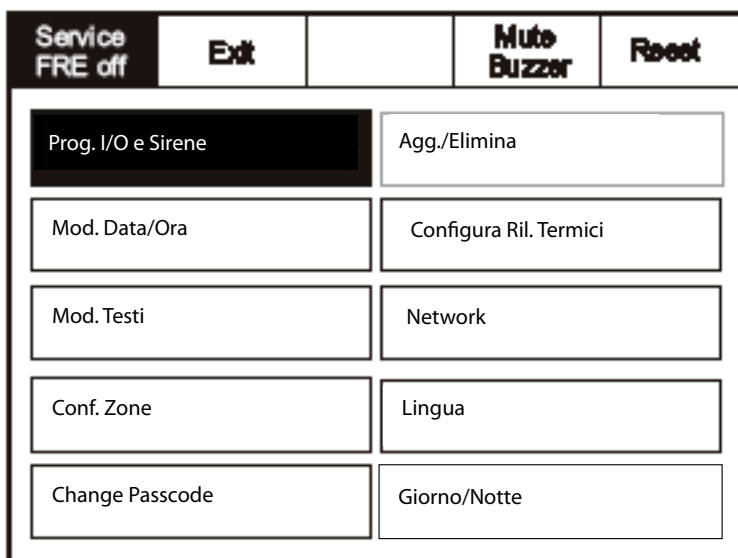 Service
FRE off
Exit
Mute
Buzzer
Reset
Prog. I/O e Sirene
Agg./Elimina
Mod. Data/Ora
Configura Ril. Termici
Mod. Testi
Network
Conf. Zone
Lingua
Change Passcode
Giorno/Notte